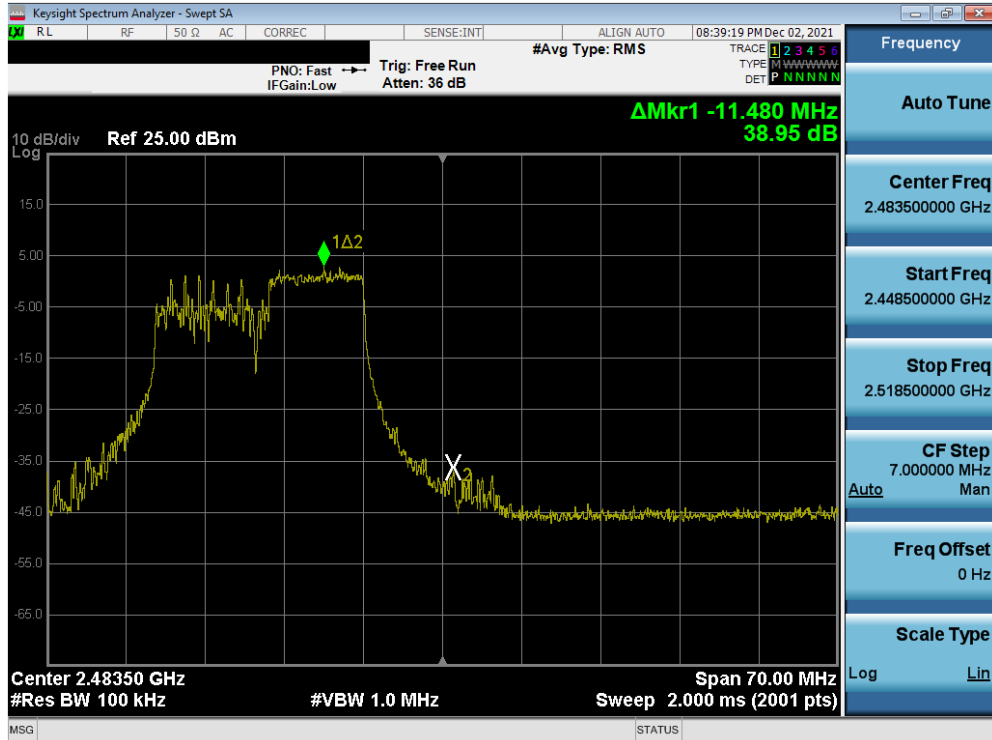 Keysight Spectrum Analyzer - Swept SA
LXI RL RF 50 Ω AC CORREC SENSE:INT ALIGN AUTO 08:39:19 PM Dec 02, 2021
#Avg Type: RMS
TRACE 1 2 3 4 5 6
TYPE M WWWWW
DET P N N N N N
PNO: Fast
IFGain:Low
Trig: Free Run
Atten: 36 dB
ΔMkr1 -11.480 MHz
38.95 dB
10 dB/div Ref 25.00 dBm
Log
15.0
5.00
-5.00
-15.0
-25.0
-35.0
-45.0
-55.0
-65.0
1Δ2
X2
Center 2.48350 GHz Span 70.00 MHz
#Res BW 100 kHz #VBW 1.0 MHz Sweep 2.000 ms (2001 pts)
MSG STATUS
Frequency
Auto Tune
Center Freq
2.483500000 GHz
Start Freq
2.448500000 GHz
Stop Freq
2.518500000 GHz
CF Step
7.000000 MHz
Auto Man
Freq Offset
0 Hz
Scale Type
Log Lin